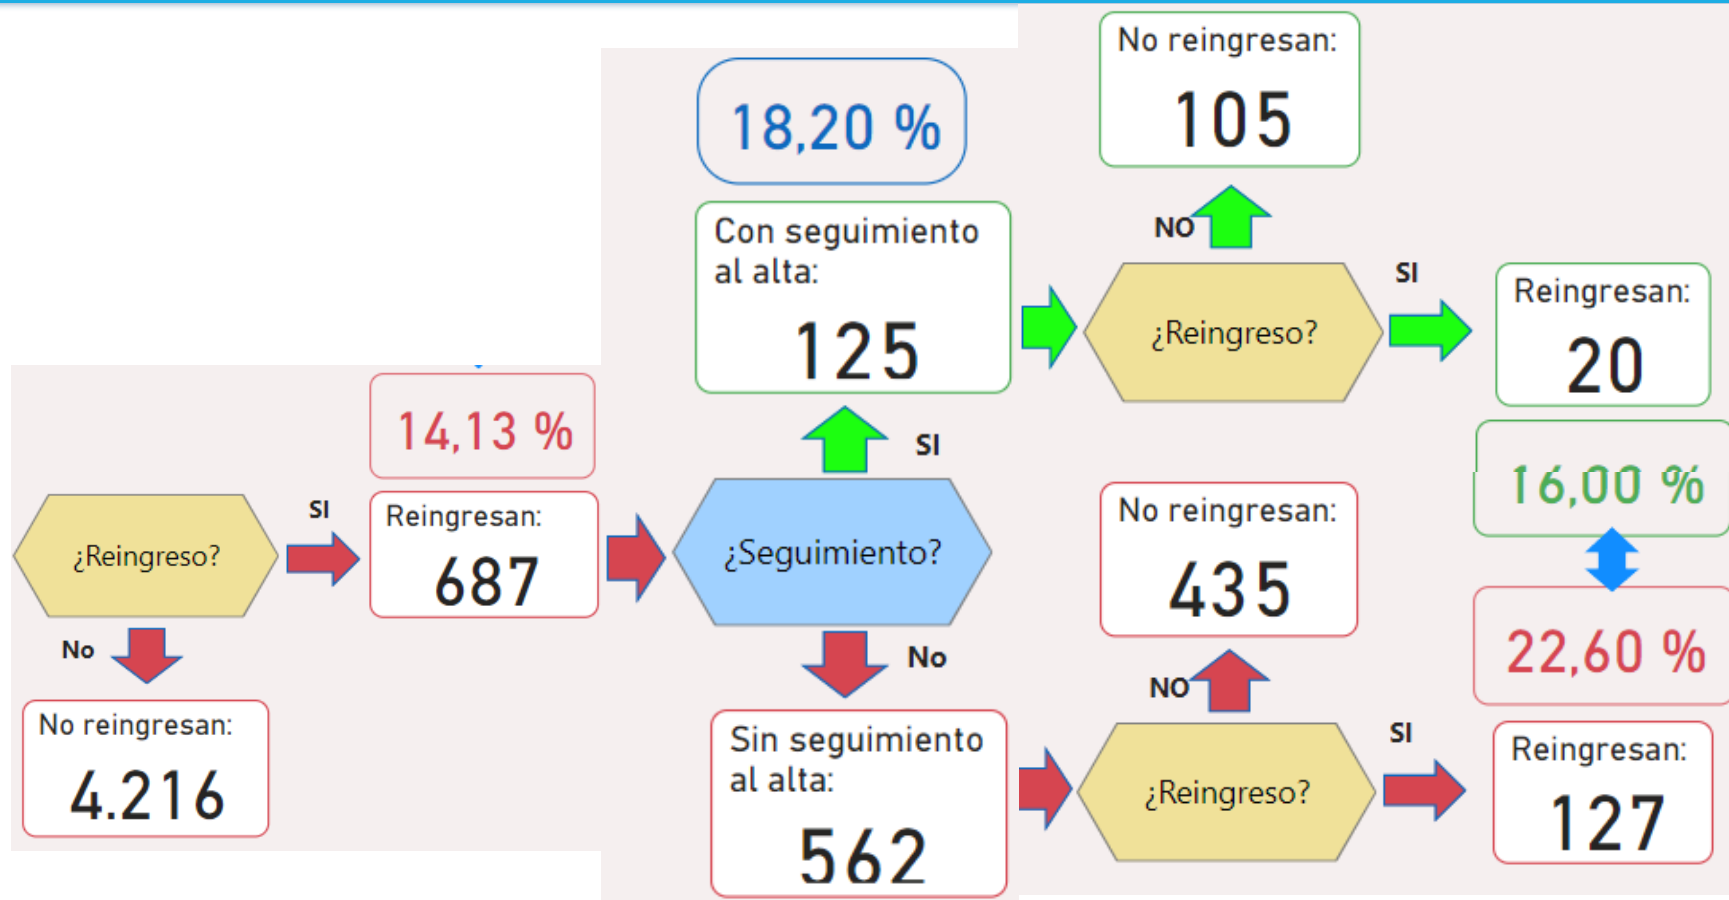 ¿Reingreso?
SI
No
No reingresan:
4.216
14,13 %
Reingresan:
687
¿Seguimiento?
18,20 %
Con seguimiento
al alta:
125
SI
No
Sin seguimiento
al alta:
562
No reingresan:
105
NO
¿Reingreso?
SI
Reingresan:
20
16,00 %
22,60 %
No reingresan:
435
NO
¿Reingreso?
SI
Reingresan:
127